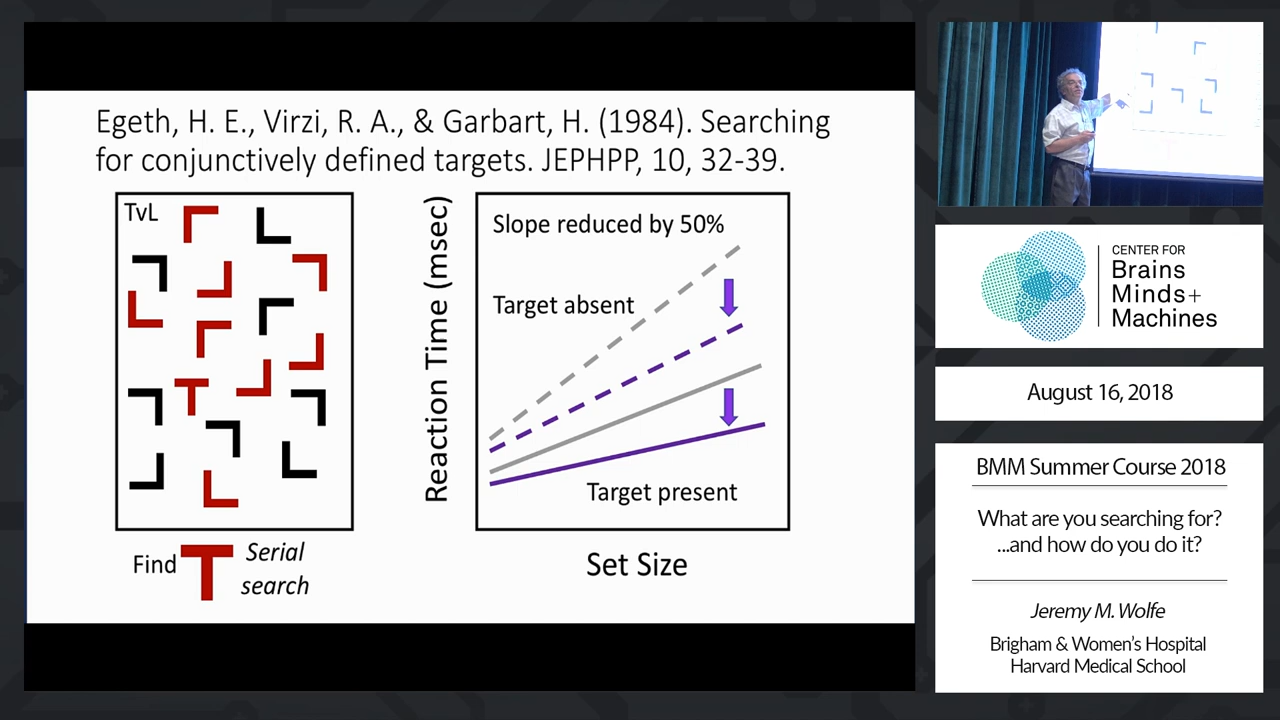 Egeth, H. E., Virzi, R. A., & Garbart, H. (1984). Searching
for conjunctively defined targets. JEPHPP, 10, 32-39.
TvL
T
Find
T
Serial
search
Reaction Time (msec)
Slope reduced by 50%
Target absent
Target present
Set Size
CENTER FOR
Brains
Minds+
Machines
August 16, 2018
BMM Summer Course 2018
What are you searching for?
...and how do you do it?
Jeremy M. Wolfe
Brigham & Women's Hospital
Harvard Medical School